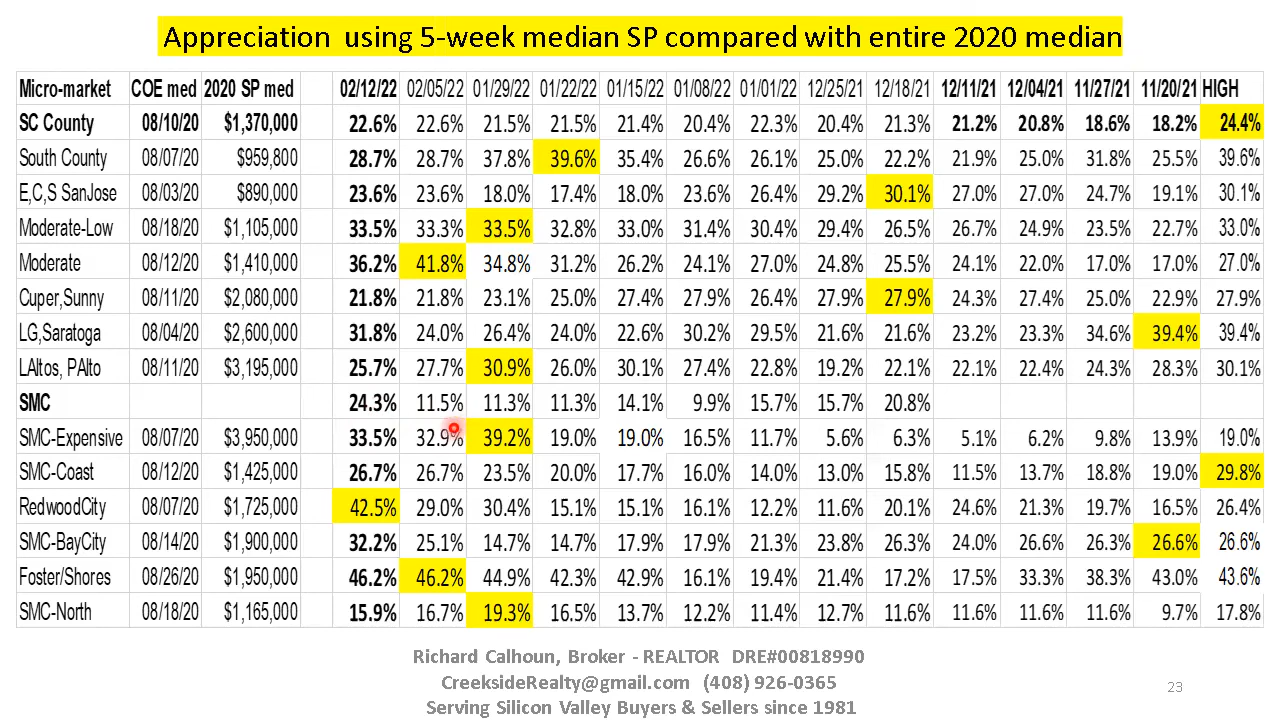 Appreciation using 5-week median SP compared with entire 2020 median
Micro-market COE med 2020 SP med 02/12/22 02/05/22 01/29/22 01/22/22 01/15/22 01/08/22 01/01/22 12/25/21 12/18/21 12/11/21 12/04/21 11/27/21 11/20/21 HIGH
SC County 08/10/20 $1,370,000 22.6% 22.6% 21.5% 21.5% 21.4% 20.4% 22.3% 20.4% 21.3% 21.2% 20.8% 18.6% 18.2% 24.4%
South County 08/07/20 $959,800 28.7% 28.7% 37.8% 39.6% 35.4% 26.6% 26.1% 25.0% 22.2% 21.9% 25.0% 31.8% 25.5% 39.6%
E,C,S SanJose 08/03/20 $890,000 23.6% 23.6% 18.0% 17.4% 18.0% 23.6% 26.4% 29.2% 30.1% 27.0% 27.0% 24.7% 19.1% 30.1%
Moderate-Low 08/18/20 $1,105,000 33.5% 33.3% 33.5% 32.8% 33.0% 31.4% 30.4% 29.4% 26.5% 26.7% 24.9% 23.5% 22.7% 33.0%
Moderate 08/12/20 $1,410,000 36.2% 41.8% 34.8% 31.2% 26.2% 24.1% 27.0% 24.8% 25.5% 24.1% 22.0% 17.0% 17.0% 27.0%
Cuper,Sunny 08/11/20 $2,080,000 21.8% 21.8% 23.1% 25.0% 27.4% 27.9% 26.4% 27.9% 27.9% 24.3% 27.4% 25.0% 22.9% 27.9%
LG,Saratoga 08/04/20 $2,600,000 31.8% 24.0% 26.4% 24.0% 22.6% 30.2% 29.5% 21.6% 21.6% 23.2% 23.3% 34.6% 39.4% 39.4%
LAltos, PAlto 08/11/20 $3,195,000 25.7% 27.7% 30.9% 26.0% 30.1% 27.4% 22.8% 19.2% 22.1% 22.1% 22.4% 24.3% 28.3% 30.1%
SMC 24.3% 11.5% 11.3% 11.3% 14.1% 9.9% 15.7% 15.7% 20.8%
SMC-Expensive 08/07/20 $3,950,000 33.5% 32.9% 39.2% 19.0% 19.0% 16.5% 11.7% 5.6% 6.3% 5.1% 6.2% 9.8% 13.9% 19.0%
SMC-Coast 08/12/20 $1,425,000 26.7% 26.7% 23.5% 20.0% 17.7% 16.0% 14.0% 13.0% 15.8% 11.5% 13.7% 18.8% 19.0% 29.8%
RedwoodCity 08/07/20 $1,725,000 42.5% 29.0% 30.4% 15.1% 15.1% 16.1% 12.2% 11.6% 20.1% 24.6% 21.3% 19.7% 16.5% 26.4%
SMC-BayCity 08/14/20 $1,900,000 32.2% 25.1% 14.7% 14.7% 17.9% 17.9% 21.3% 23.8% 26.3% 24.0% 26.6% 26.3% 26.6% 26.6%
Foster/Shores 08/26/20 $1,950,000 46.2% 46.2% 44.9% 42.3% 42.9% 16.1% 19.4% 21.4% 17.2% 17.5% 33.3% 38.3% 43.0% 43.6%
SMC-North 08/18/20 $1,165,000 15.9% 16.7% 19.3% 16.5% 13.7% 12.2% 11.4% 12.7% 11.6% 11.6% 11.6% 11.6% 9.7% 17.8%
Richard Calhoun, Broker - REALTOR DRE#00818990
CreeksideRealty@gmail.com (408) 926-0365
Serving Silicon Valley Buyers & Sellers since 1981
23